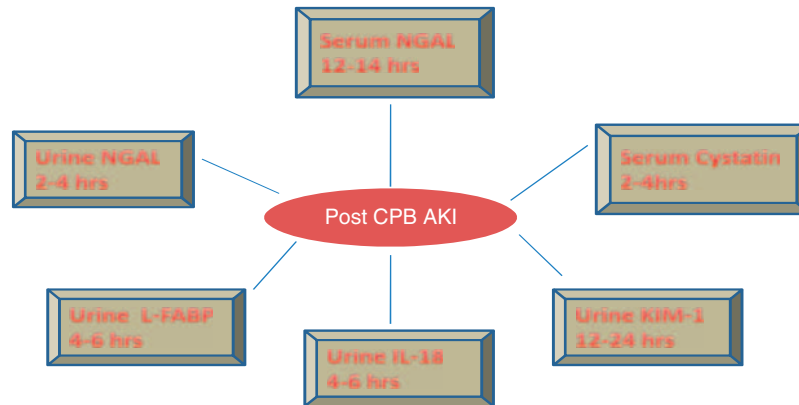 Serum NGAL
12-14 hrs
Urine NGAL
2-4 hrs
Serum Cystatin
2-4hrs
Post CPB AKI
Urine L-FABP
4-6 hrs
Urine IL-18
4-6 hrs
Urine KIM-1
12-24 hrs